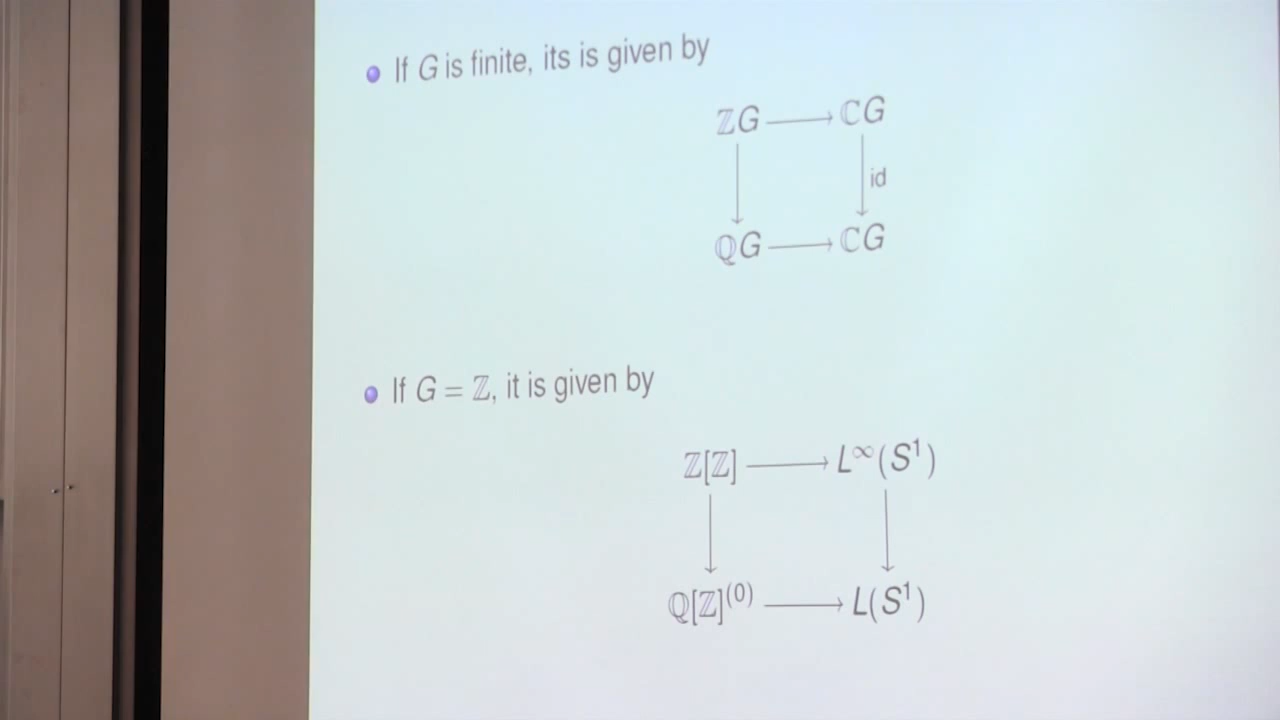 If G is finite, its is given by
ℤG → ℂG
id
ℚG → ℂG
If G = ℤ, it is given by
ℤ[ℤ] → L^∞(S¹)
ℚ[ℤ]^(0) → L(S¹)